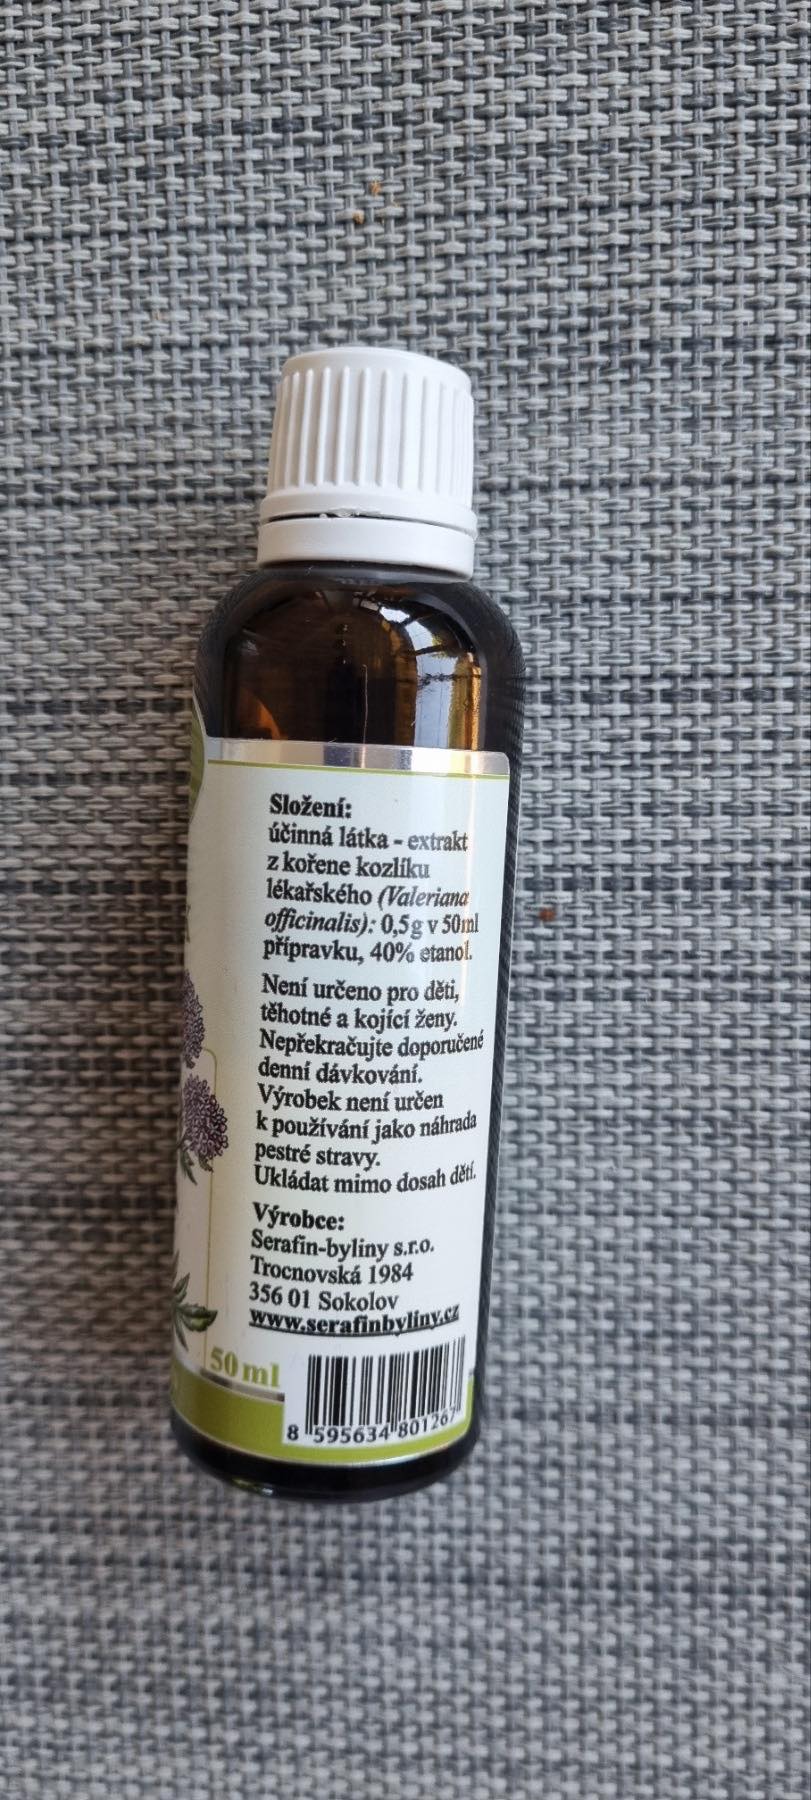 Složení:
účinná látka - extrakt
z kořene kozlíku
lékařského (Valeriana
officinalis): 0,5g v 50ml
přípravku, 40% etanol.
Není určeno pro děti,
těhotné a kojící ženy.
Nepřekračujte doporučené
denní dávkování.
Výrobek není určen
k používání jako náhrada
pestré stravy.
Ukládat mimo dosah dětí.
Výrobce:
Serafin-byliny s.r.o.
Trocnovská 1984
356 01 Sokolov
www.serafinbyliny.cz
50 ml
8 595634 801267